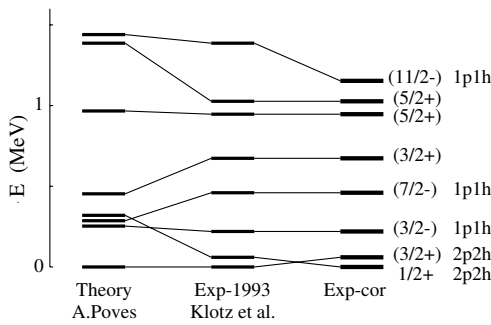 (11/2-) 1p1h
1
(5/2+)
(5/2+)
· E (MeV)
(3/2+)
(7/2-) 1p1h
(3/2-) 1p1h
(3/2+) 2p2h
0
1/2+ 2p2h
Theory Exp-1993 Exp-cor
A.Poves Klotz et al.